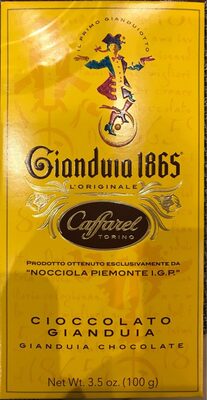 IL PRIMO GIANDUIOTTO
Gianduia 1865
L'ORIGINALE
Caffarel
TORINO
PRODOTTO OTTENUTO ESCLUSIVAMENTE DA
"NOCCIOLA PIEMONTE I.G.P."
CIOCCOLATO
GIANDUIA
GIANDUIA CHOCOLATE
Net Wt. 3.5 oz. (100 g)